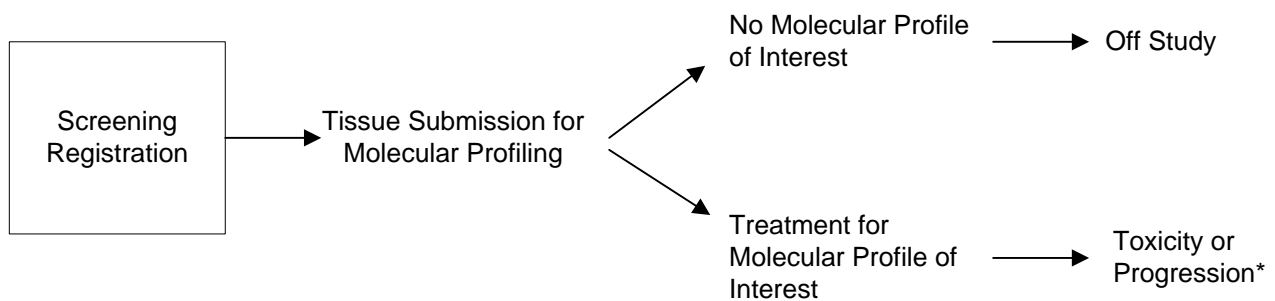 Screening
Registration
Tissue Submission for
Molecular Profiling
No Molecular Profile
of Interest
Off Study
Treatment for
Molecular Profile of
Interest
Toxicity or
Progression*